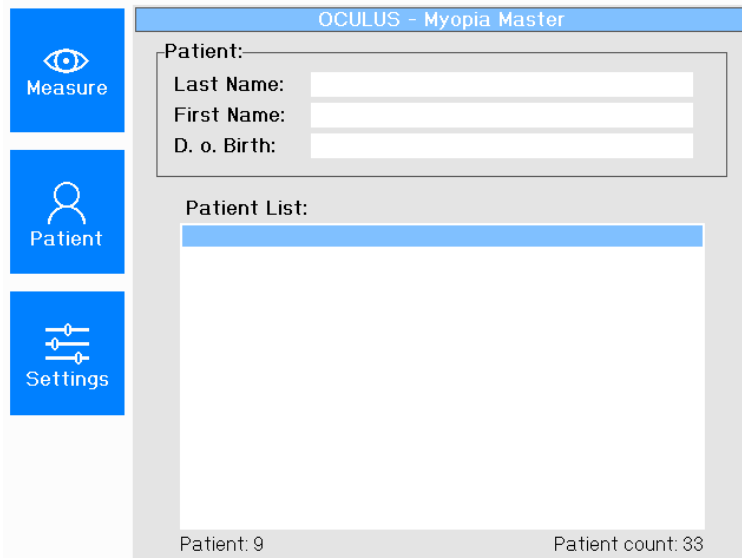 OCULUS - Myopia Master
Measure
Patient
Settings
Patient:
Last Name:
First Name:
D. o. Birth:
Patient List:
Patient: 9
Patient count: 33